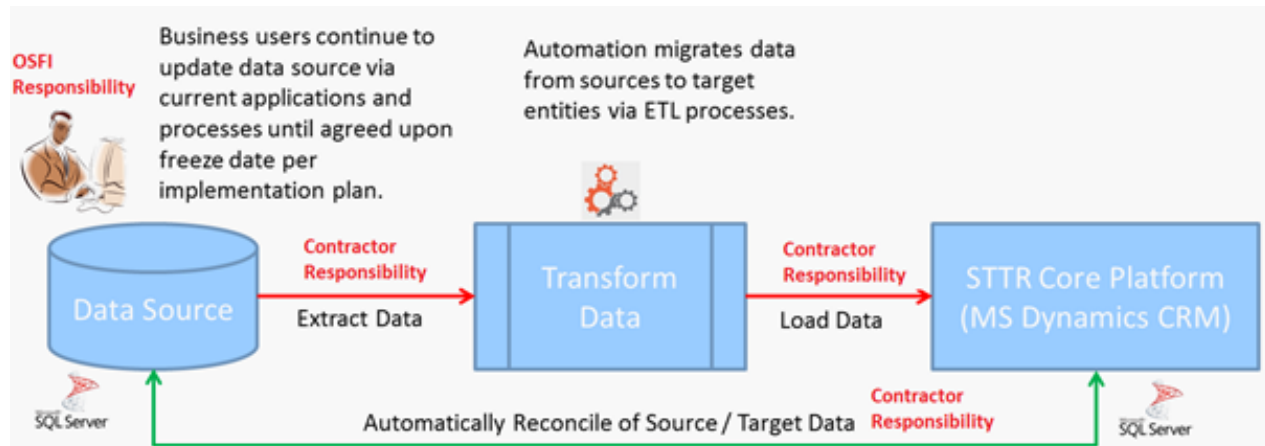 OSFI
Responsibility
Business users continue to
update data source via
current applications and
processes until agreed upon
freeze date per
implementation plan.
Automation migrates data
from sources to target
entities via ETL processes.
Data Source
Contractor
Responsibility
Extract Data
Transform
Data
Contractor
Responsibility
Load Data
STTR Core Platform
(MS Dynamics CRM)
SQL Server
Automatically Reconcile of Source / Target Data
Contractor
Responsibility
SQL Server